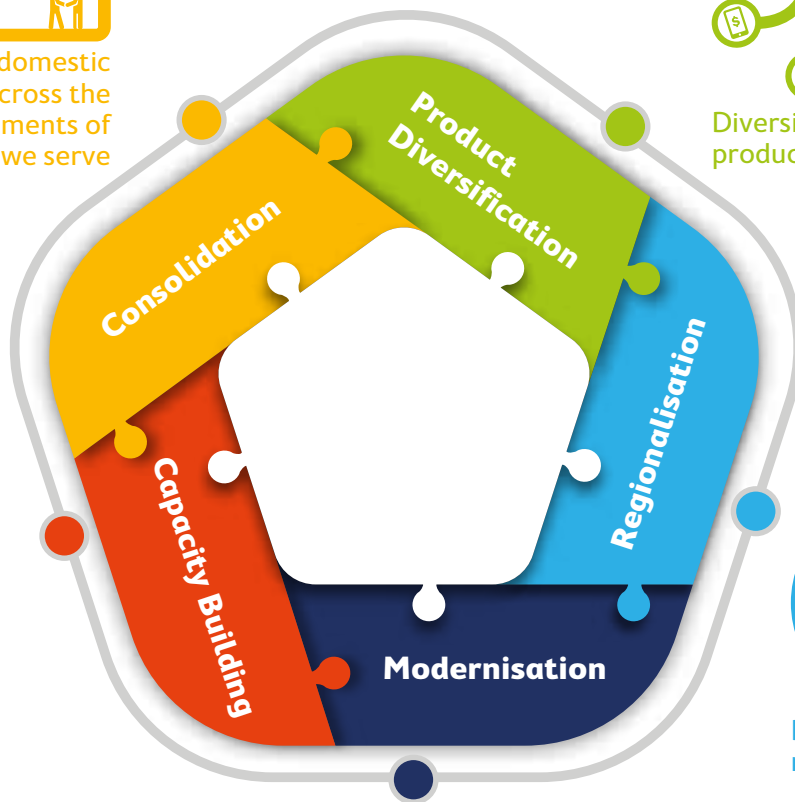 domestic
cross the
ments of
we serve
Diversi
produc
Product
Diversification
Consolidation
Regionalisation
Capacity Building
Modernisation